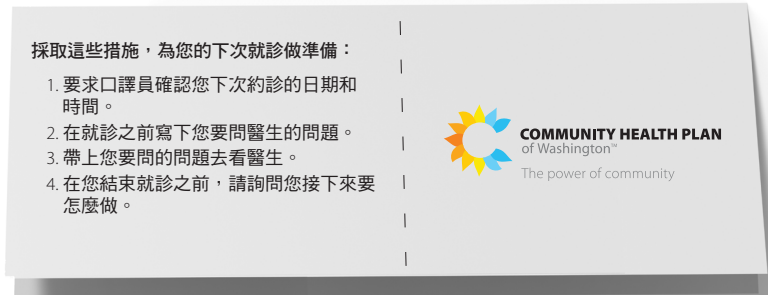 採取這些措施，為您的下次就診做準備：
1. 要求口譯員確認您下次約診的日期和
時間。
2. 在就診之前寫下您要問醫生的問題。
3. 帶上您要問的問題去看醫生。
4. 在您結束就診之前，請詢問您接下來要
怎麼做。
COMMUNITY HEALTH PLAN
of Washington™
The power of community